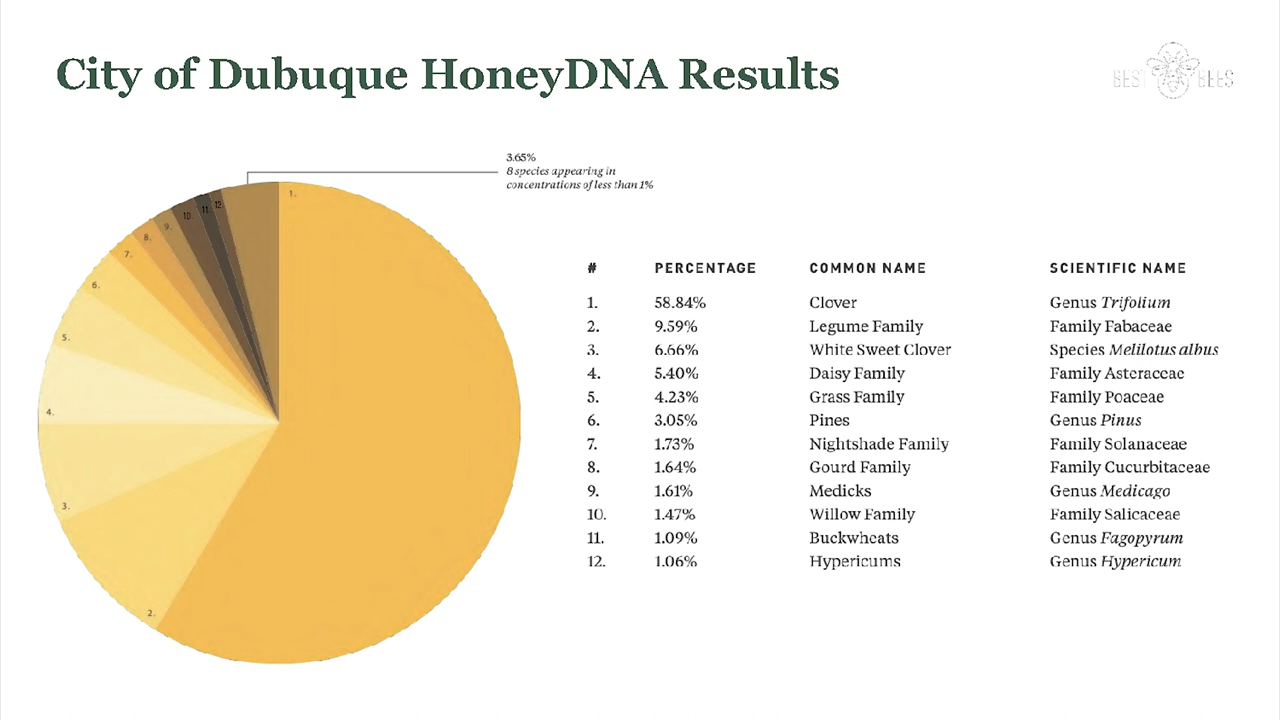 City of Dubuque HoneyDNA Results
BEST BEES
3.65%
8 species appearing in
concentrations of less than 1%
1.
2.
3.
4.
5.
6.
7.
8.
9.
10.
11.
12.
# PERCENTAGE COMMON NAME SCIENTIFIC NAME
1. 58.84% Clover Genus Trifolium
2. 9.59% Legume Family Family Fabaceae
3. 6.66% White Sweet Clover Species Melilotus albus
4. 5.40% Daisy Family Family Asteraceae
5. 4.23% Grass Family Family Poaceae
6. 3.05% Pines Genus Pinus
7. 1.73% Nightshade Family Family Solanaceae
8. 1.64% Gourd Family Family Cucurbitaceae
9. 1.61% Medicks Genus Medicago
10. 1.47% Willow Family Family Salicaceae
11. 1.09% Buckwheats Genus Fagopyrum
12. 1.06% Hypericums Genus Hypericum